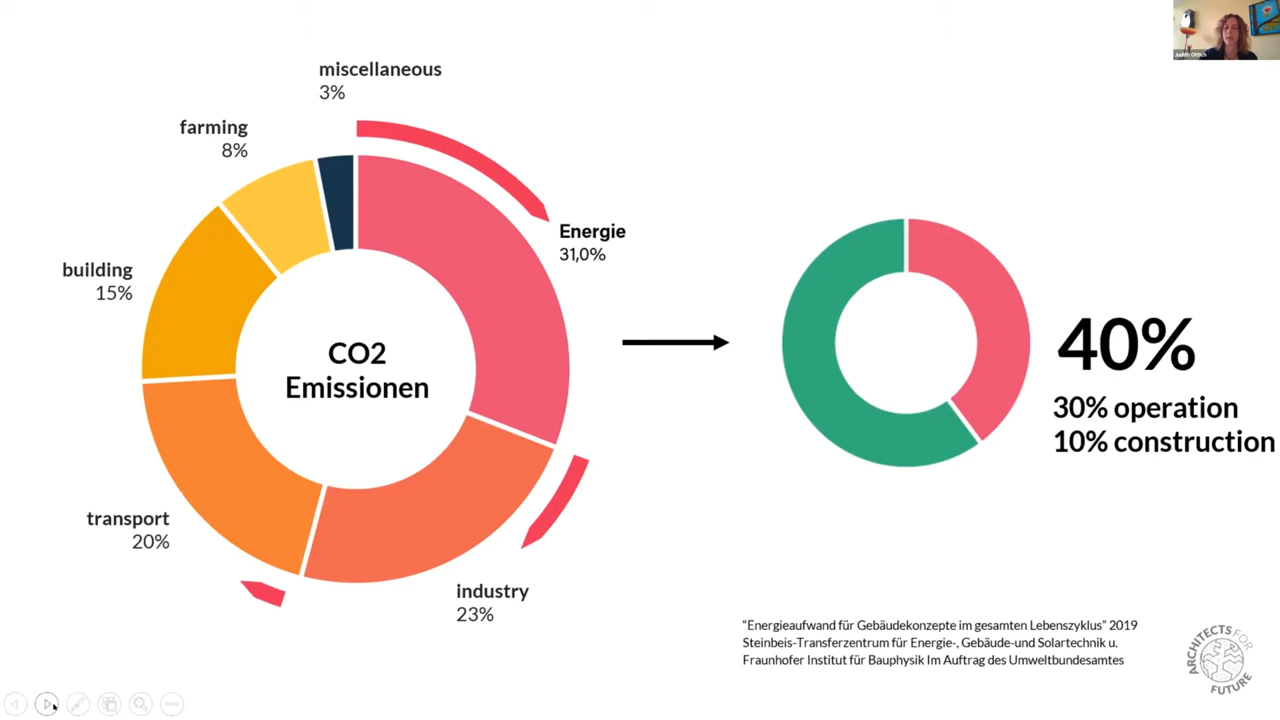 miscellaneous
3%
farming
8%
Energie
31,0%
building
15%
CO2
Emissionen
transport
20%
industry
23%
40%
30% operation
10% construction
"Energieaufwand für Gebäudekonzepte im gesamten Lebenszyklus" 2019
Steinbeis-Transferzentrum für Energie-, Gebäude-und Solartechnik u.
Fraunhofer Institut für Bauphysik Im Auftrag des Umweltbundesamtes
ARCHITECTS FOR
FUTURE